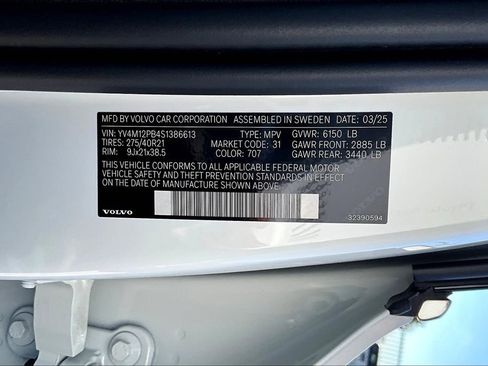 MFD BY VOLVO CAR CORPORATION ASSEMBLED IN SWEDEN DATE 03/25
VIN: YV4M12PB4S1386613 TYPE: MPV GVWR: 6150 LB
TIRES: 275/40R21 MARKET CODE: 31 GAWR FRONT: 2885 LB
RIM: 9Jx21x38.5 COLOR: 707 GAWR REAR: 3440 LB
THIS VEHICLE CONFORMS TO ALL APPLICABLE FEDERAL MOTOR
VEHICLE SAFETY AND THEFT PREVENTION STANDARDS IN EFFECT ON THE
DATE OF MANUFACTURE SHOWN ABOVE.
VOLVO 32390594